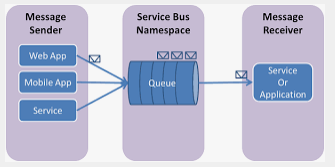 Message
Sender
Web App
Mobile App
Service
Service Bus
Namespace
Queue
Message
Receiver
Service
Or
Application